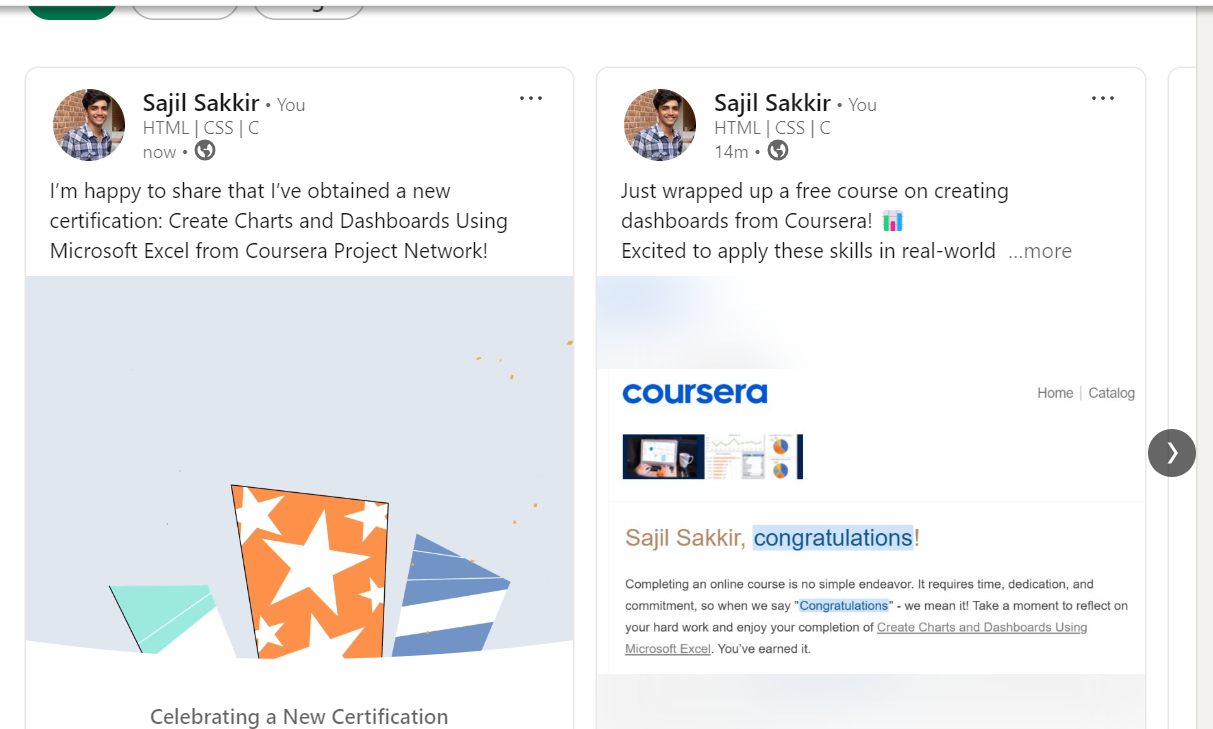 Sajil Sakkir • You
HTML | CSS | C
now •
I'm happy to share that I've obtained a new
certification: Create Charts and Dashboards Using
Microsoft Excel from Coursera Project Network!
Celebrating a New Certification
Sajil Sakkir • You
HTML | CSS | C
14m •
Just wrapped up a free course on creating
dashboards from Coursera! 📊
Excited to apply these skills in real-world ...more
coursera
Home | Catalog
Sajil Sakkir, congratulations!
Completing an online course is no simple endeavor. It requires time, dedication, and
commitment, so when we say "Congratulations" - we mean it! Take a moment to reflect on
your hard work and enjoy your completion of Create Charts and Dashboards Using
Microsoft Excel. You've earned it.